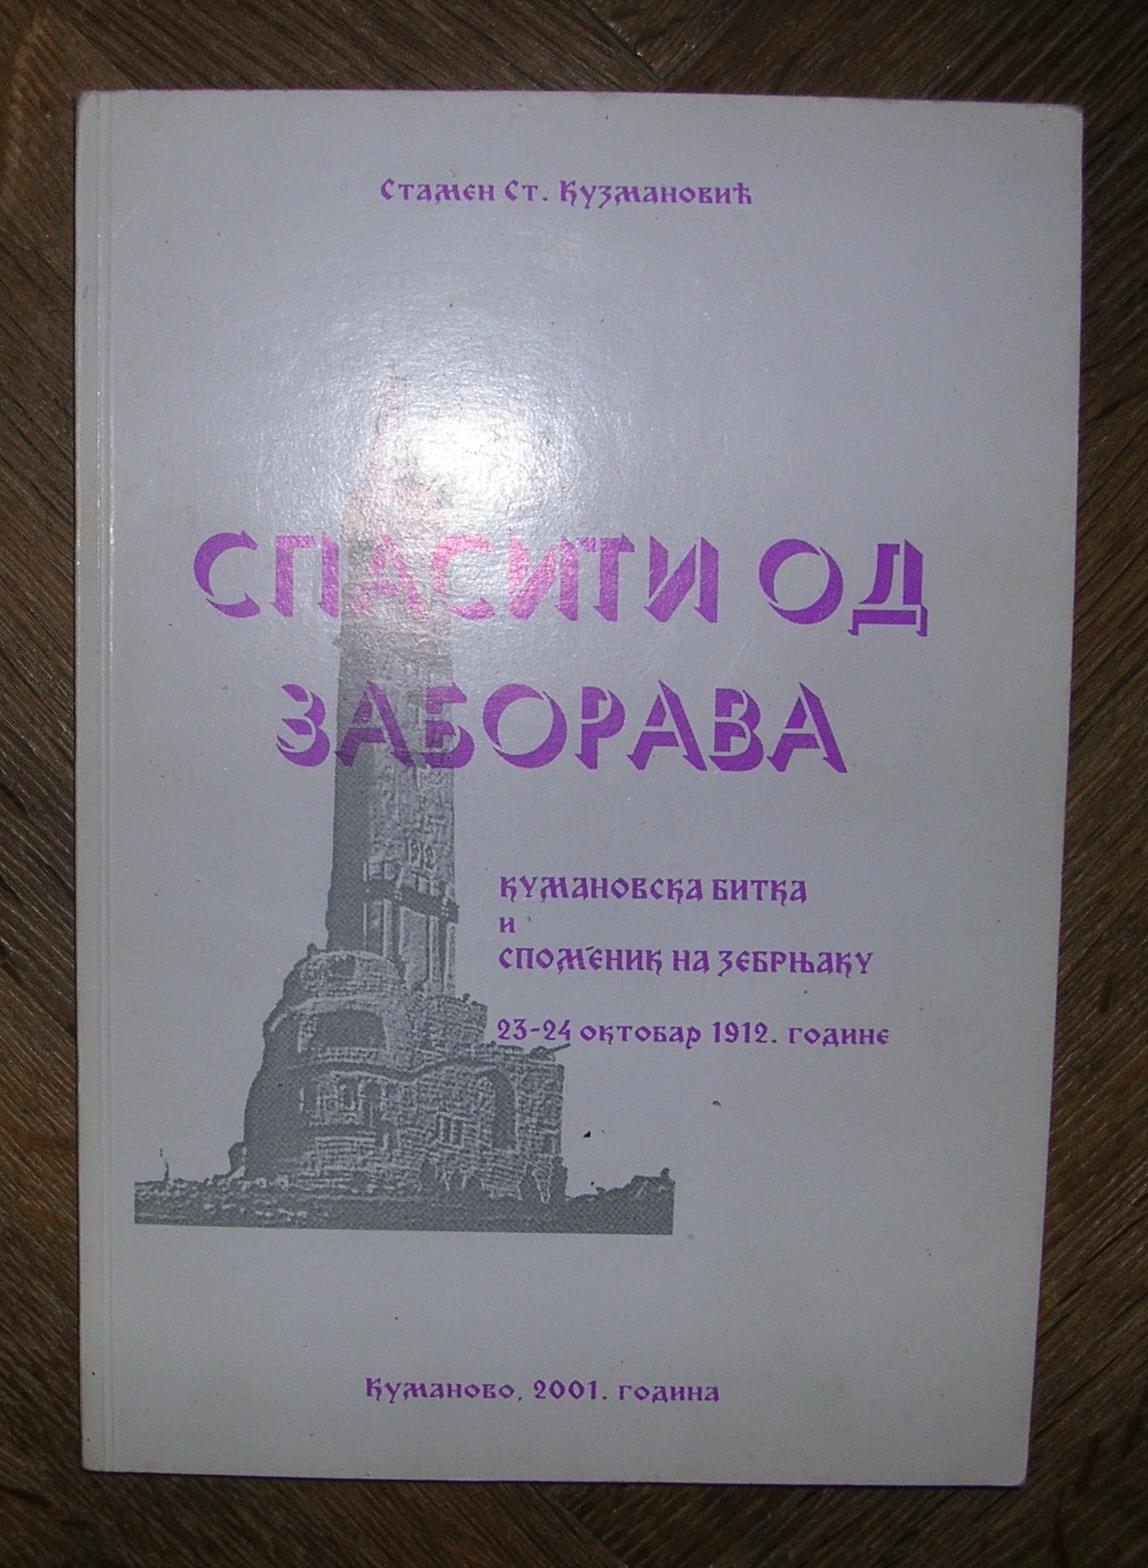 Стамен Ст. Кузмановић
СПАСИТИ ОД
ЗАБОРАВА
КУМАНОВСКА БИТКА
И
СПОМЕНИК НА ЗЕБРЊАКУ
23-24 октобар 1912. године
Куманово, 2001. година